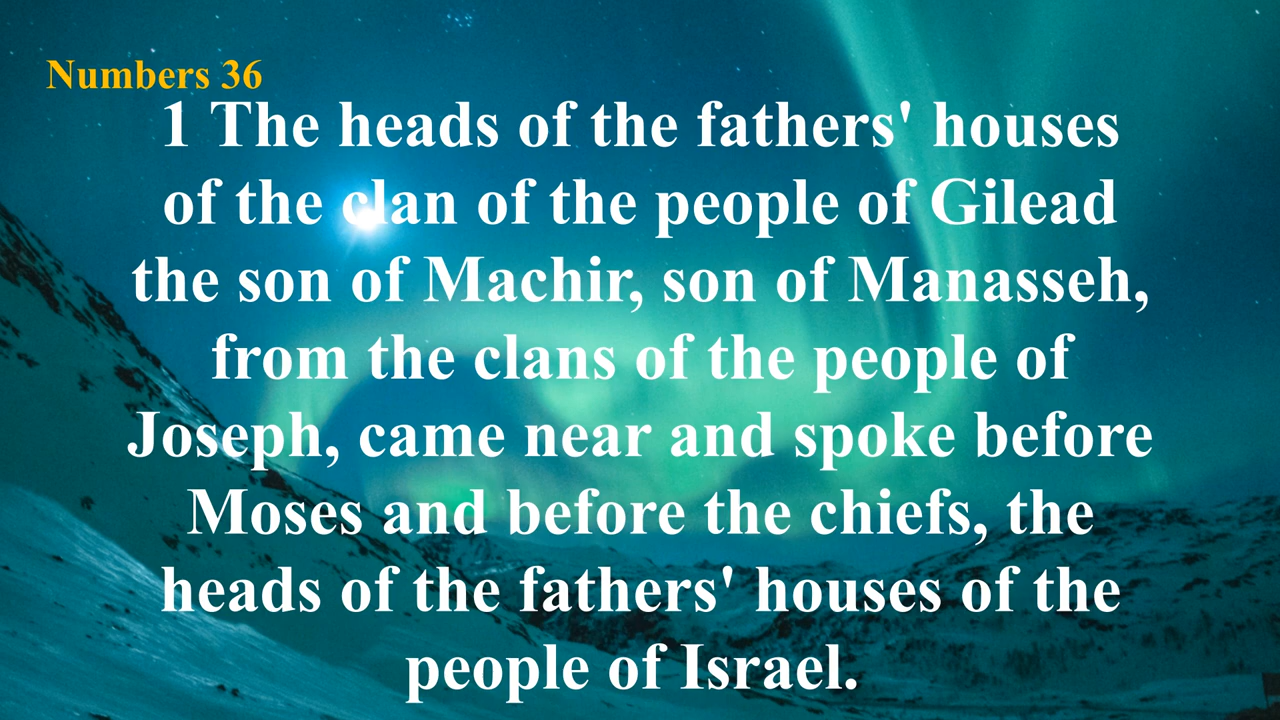 Numbers 36
1 The heads of the fathers' houses
of the clan of the people of Gilead
the son of Machir, son of Manasseh,
from the clans of the people of
Joseph, came near and spoke before
Moses and before the chiefs, the
heads of the fathers' houses of the
people of Israel.